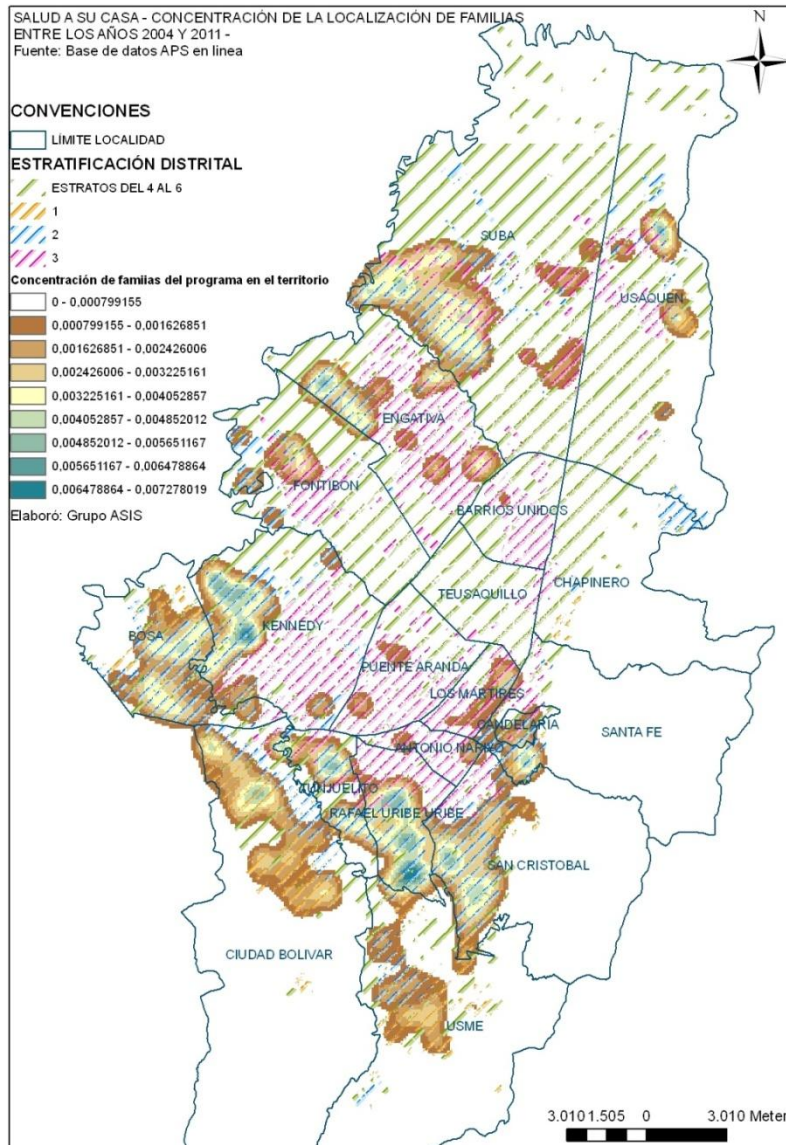 SALUD A SU CASA - CONCENTRACIÓN DE LA LOCALIZACIÓN DE FAMILIAS
ENTRE LOS AÑOS 2004 Y 2011 -
Fuente: Base de datos APS en línea
N
CONVENCIONES
LÍMITE LOCALIDAD
ESTRATIFICACIÓN DISTRITAL
ESTRATOS DEL 4 AL 6
1
2
3
Concentración de famiias del programa en el territorio
0 - 0,000799155
0,000799155 - 0,001626851
0,001626851 - 0,002426006
0,002426006 - 0,003225161
0,003225161 - 0,004052857
0,004052857 - 0,004852012
0,004852012 - 0,005651167
0,005651167 - 0,006478864
0,006478864 - 0,007278019
Elaboró: Grupo ASIS
SUBA
USAQUEN
ENGATIVA
FONTIBON
BARRIOS UNIDOS
CHAPINERO
TEUSAQUILLO
KENNEDY
BOSA
PUENTE ARANDA
LOS MARTIRES
CANDELARIA
SANTA FE
ANTONIO NARIÑO
TUNJUELITO
RAFAEL URIBE URIBE
SAN CRISTOBAL
CIUDAD BOLIVAR
USME
3.010 1.505 0 3.010 Meter